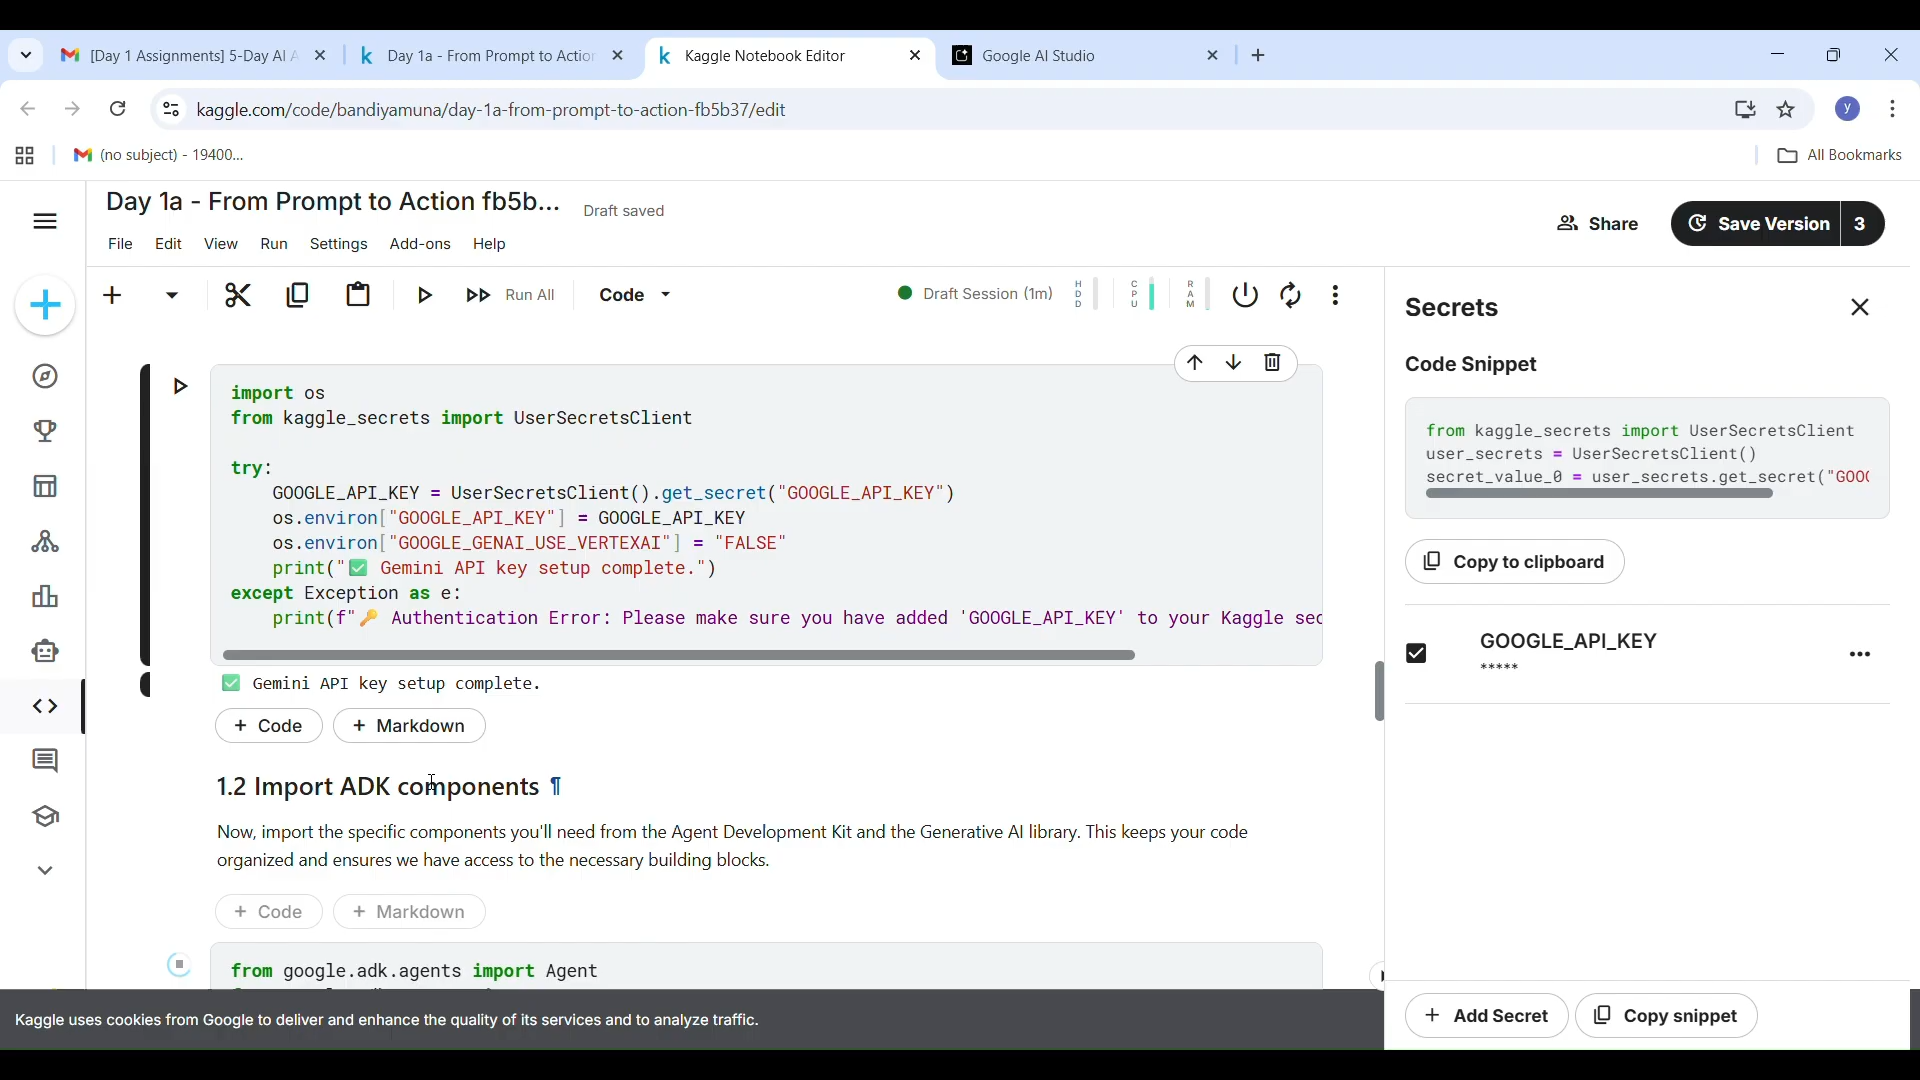 [Day 1 Assignments] 5-Day AI A
Day 1a - From Prompt to Action
Kaggle Notebook Editor
Google AI Studio
kaggle.com/code/bandiyamuna/day-1a-from-prompt-to-action-fb5b37/edit
y
(no subject) - 19400...
All Bookmarks
Day 1a - From Prompt to Action fb5b...
Draft saved
Share
Save Version
3
File Edit View Run Settings Add-ons Help
Run All
Code
Draft Session (1m)
HDD
CPU
RAM
import os
from kaggle_secrets import UserSecretsClient
try:
GOOGLE_API_KEY = UserSecretsClient().get_secret("GOOGLE_API_KEY")
os.environ["GOOGLE_API_KEY"] = GOOGLE_API_KEY
os.environ["GOOGLE_GENAI_USE_VERTEXAI"] = "FALSE"
print("✅ Gemini API key setup complete.")
except Exception as e:
print(f"🔑 Authentication Error: Please make sure you have added 'GOOGLE_API_KEY' to your Kaggle sec
✅ Gemini API key setup complete.
+ Code
+ Markdown
1.2 Import ADK components ¶
Now, import the specific components you'll need from the Agent Development Kit and the Generative AI library. This keeps your code
organized and ensures we have access to the necessary building blocks.
+ Code
+ Markdown
from google.adk.agents import Agent
Kaggle uses cookies from Google to deliver and enhance the quality of its services and to analyze traffic.
Secrets
Code Snippet
from kaggle_secrets import UserSecretsClient
user_secrets = UserSecretsClient()
secret_value_0 = user_secrets.get_secret("GOO
Copy to clipboard
GOOGLE_API_KEY
*****
+ Add Secret
Copy snippet